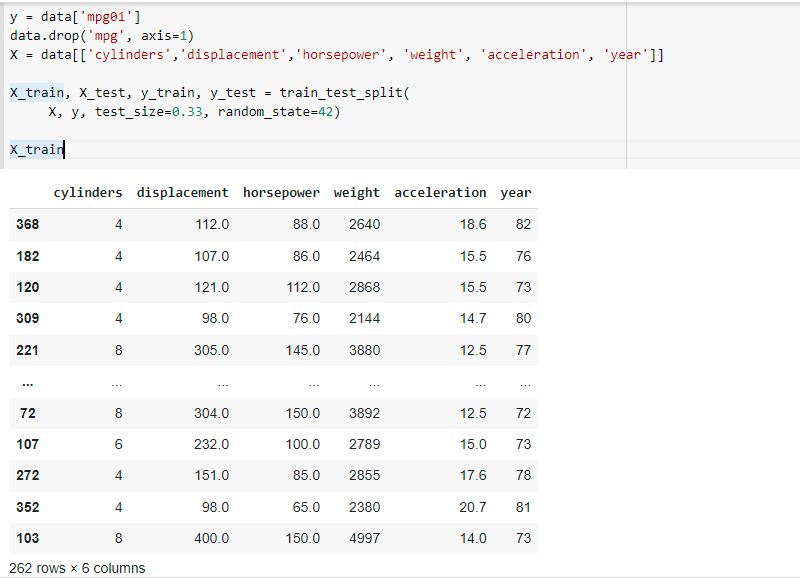 y = data['mpg01']
data.drop('mpg', axis=1)
X = data[['cylinders','displacement','horsepower', 'weight', 'acceleration', 'year']]
X_train, X_test, y_train, y_test = train_test_split(
X, y, test_size=0.33, random_state=42)
X_train
cylinders displacement horsepower weight acceleration year
368 4 112.0 88.0 2640 18.6 82
182 4 107.0 86.0 2464 15.5 76
120 4 121.0 112.0 2868 15.5 73
309 4 98.0 76.0 2144 14.7 80
221 8 305.0 145.0 3880 12.5 77
... ... ... ... ... ... ...
72 8 304.0 150.0 3892 12.5 72
107 6 232.0 100.0 2789 15.0 73
272 4 151.0 85.0 2855 17.6 78
352 4 98.0 65.0 2380 20.7 81
103 8 400.0 150.0 4997 14.0 73
262 rows × 6 columns